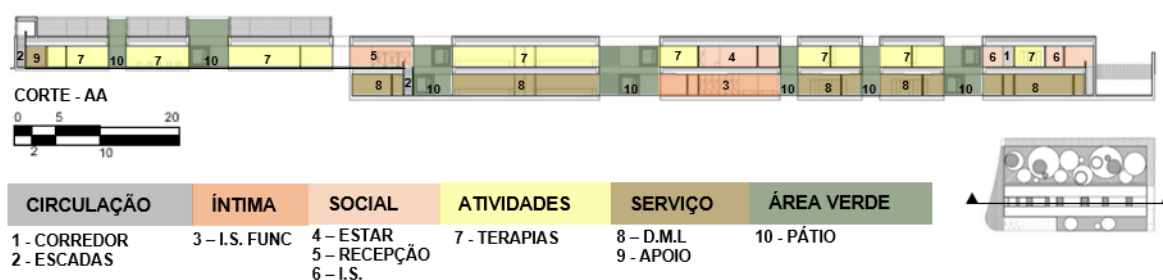 5 7 4 7 7 6 1 7 6
2 9 7 10 7 10 7
8 2 10 8 10 3 10 8 10 8 10 8
CORTE - AA
0 5 20
2 10
CIRCULAÇÃO ÍNTIMA SOCIAL ATIVIDADES SERVIÇO ÁREA VERDE
1 - CORREDOR 3 – I.S. FUNC 4 – ESTAR 7 - TERAPIAS 8 – D.M.L 10 - PÁTIO
2 - ESCADAS 5 – RECEPÇÃO 9 - APOIO
6 – I.S.